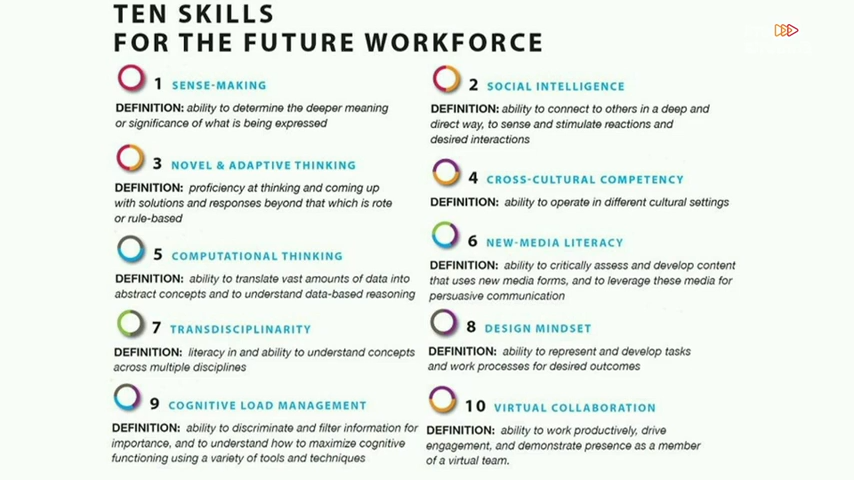 TEN SKILLS
FOR THE FUTURE WORKFORCE
1 SENSE-MAKING
DEFINITION: ability to determine the deeper meaning
or significance of what is being expressed
2 SOCIAL INTELLIGENCE
DEFINITION: ability to connect to others in a deep and
direct way, to sense and stimulate reactions and
desired interactions
3 NOVEL & ADAPTIVE THINKING
DEFINITION: proficiency at thinking and coming up
with solutions and responses beyond that which is rote
or rule-based
4 CROSS-CULTURAL COMPETENCY
DEFINITION: ability to operate in different cultural settings
5 COMPUTATIONAL THINKING
DEFINITION: ability to translate vast amounts of data into
abstract concepts and to understand data-based reasoning
6 NEW-MEDIA LITERACY
DEFINITION: ability to critically assess and develop content
that uses new media forms, and to leverage these media for
persuasive communication
7 TRANSDISCIPLINARITY
DEFINITION: literacy in and ability to understand concepts
across multiple disciplines
8 DESIGN MINDSET
DEFINITION: ability to represent and develop tasks
and work processes for desired outcomes
9 COGNITIVE LOAD MANAGEMENT
DEFINITION: ability to discriminate and filter information for
importance, and to understand how to maximize cognitive
functioning using a variety of tools and techniques
10 VIRTUAL COLLABORATION
DEFINITION: ability to work productively, drive
engagement, and demonstrate presence as a member
of a virtual team.